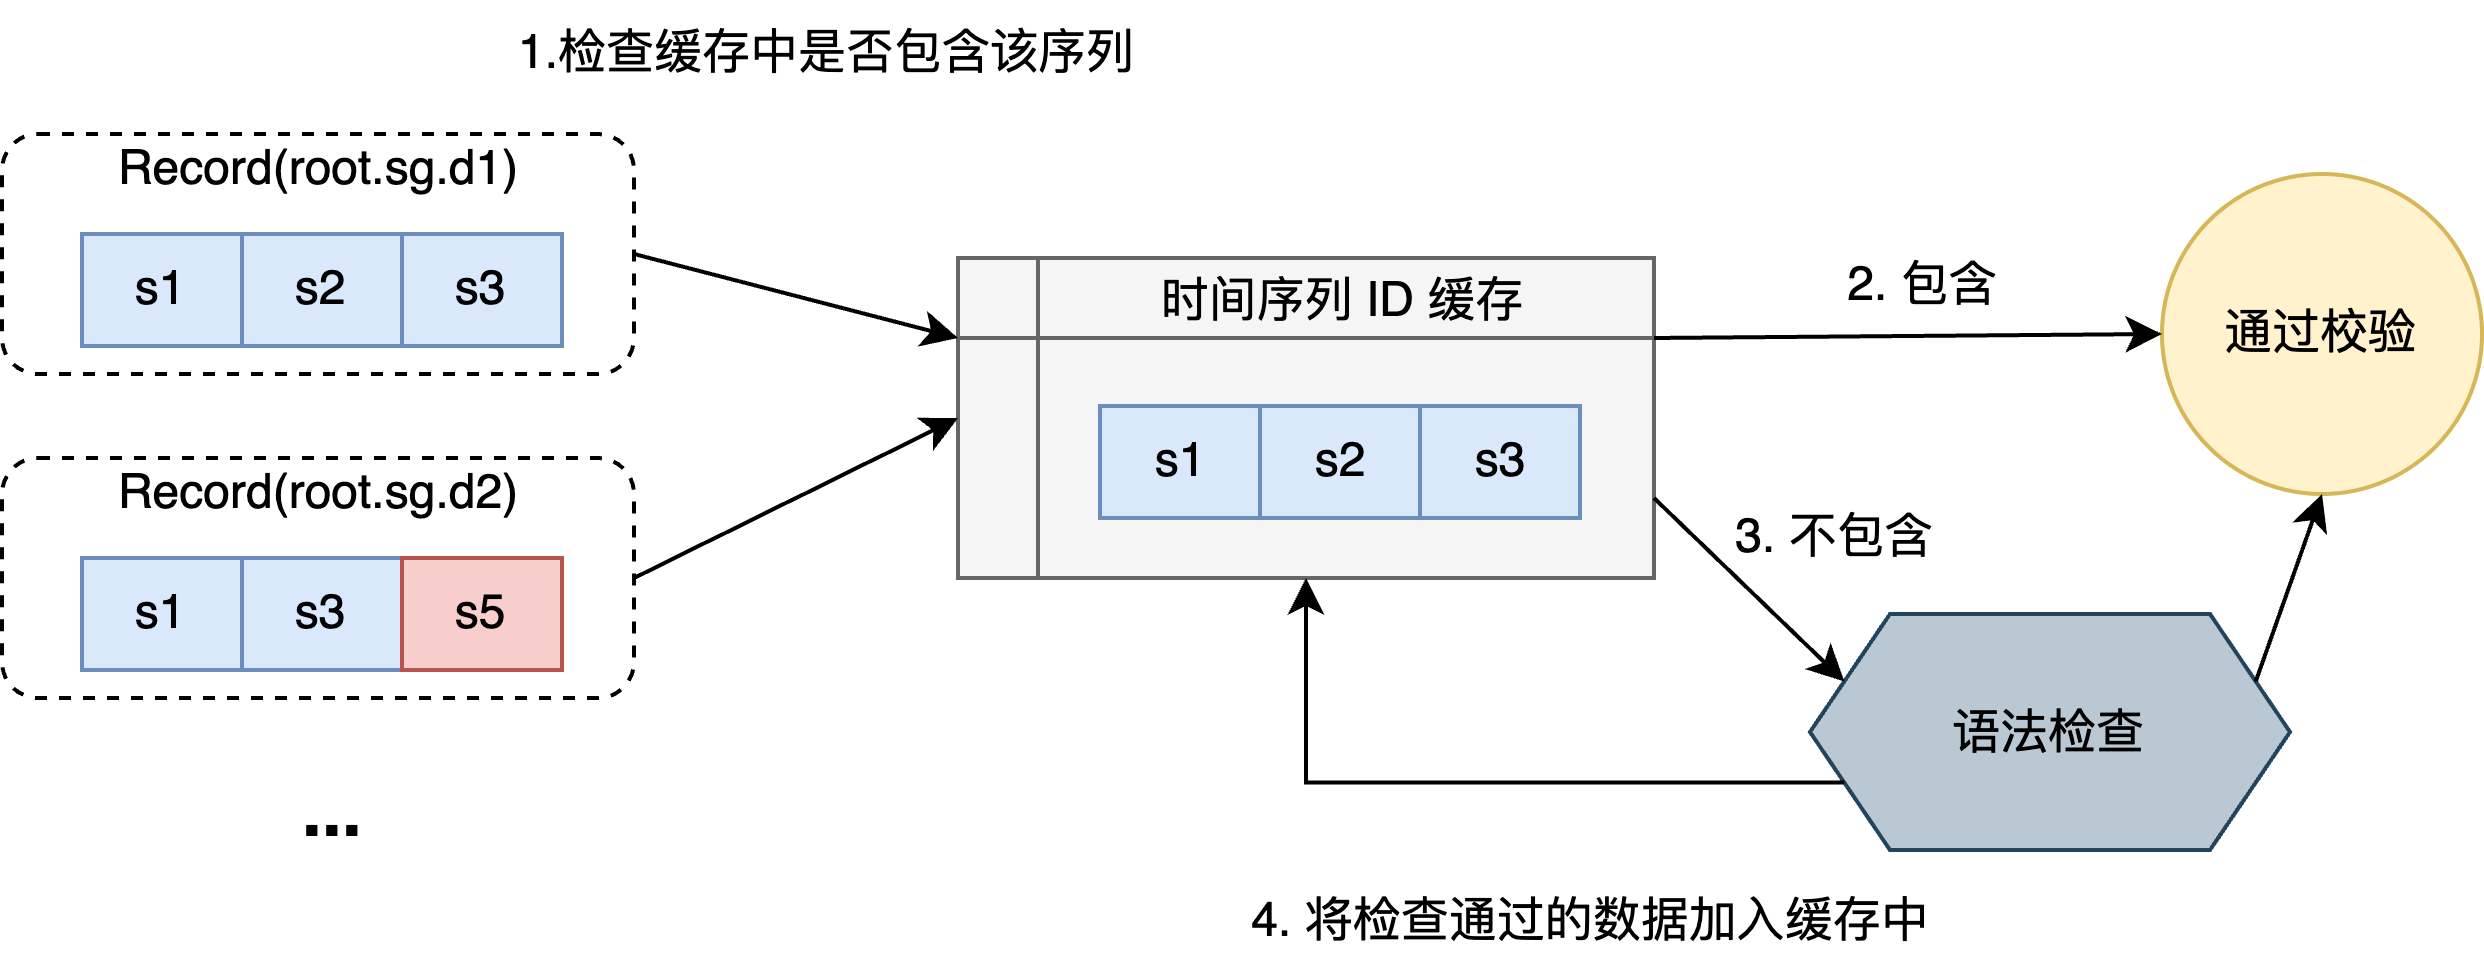 1.检查缓存中是否包含该序列
Record(root.sg.d1)
s1 s2 s3
时间序列 ID 缓存
s1 s2 s3
2. 包含
通过校验
Record(root.sg.d2)
s1 s3 s5
3. 不包含
语法检查
...
4. 将检查通过的数据加入缓存中